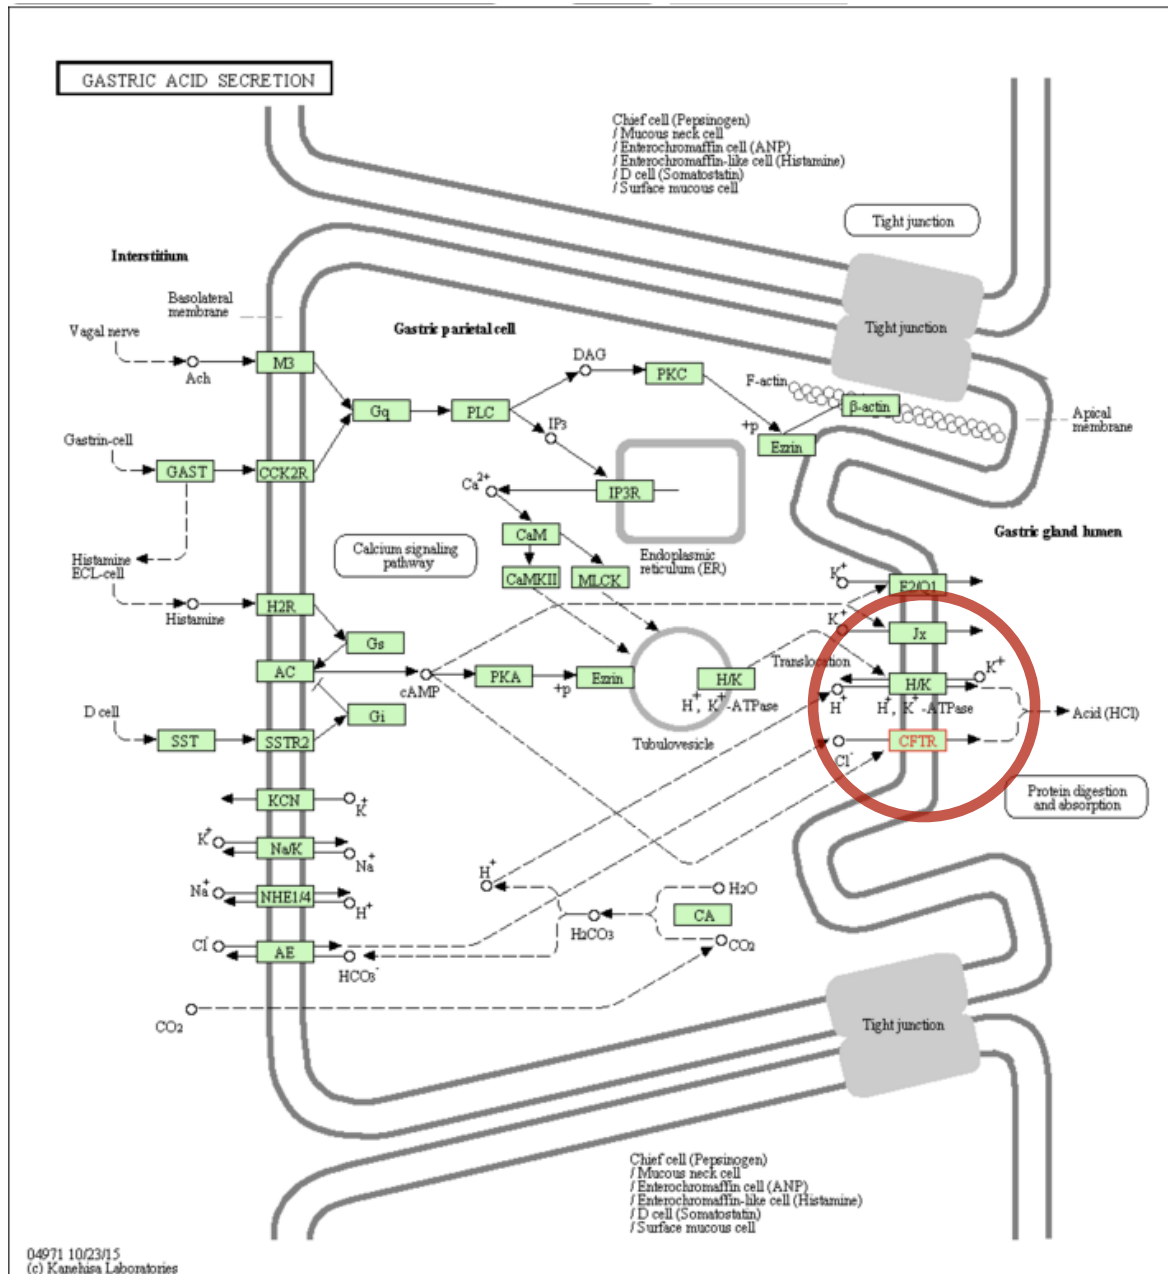 GASTRIC ACID SECRETION
Chief cell (Pepsinogen)
/ Mucous neck cell
/ Enterochromaffin cell (ANP)
/ Enterochromaffin-like cell (Histamine)
/ D cell (Somatostatin)
/ Surface mucous cell
Tight junction
Interstitium
Basolateral
membrane
Vagal nerve
Gastric parietal cell
Tight junction
Ach
M3
DAG
PKC
F-actin
β-actin
Apical
membrane
Gq
PLC
IP3
+p
Ezrin
Gastrin-cell
GAST
CCK2R
Ca2+
IP3R
Gastric gland lumen
CaM
Calcium signaling
pathway
Endoplasmic
reticulum (ER)
Histamine
ECL-cell
CaMKII
MLCK
K+
E2/Q1
Histamine
H2R
K+
Jx
Gs
AC
cAMP
PKA
+p
Ezrin
H/K
H+, K+-ATPase
Translocation
H/K
K+
H+
H+, K+-ATPase
Acid (HCl)
D cell
SST
SSTR2
Gi
Tubulovesicle
CFTR
Cl-
Protein digestion
and absorption
KCN
K+
K+
Na/K
Na+
Na+
NHE1/4
H+
H+
H2O
CA
H2CO3
CO2
Cl-
AE
HCO3-
CO2
Tight junction
Chief cell (Pepsinogen)
/ Mucous neck cell
/ Enterochromaffin cell (ANP)
/ Enterochromaffin-like cell (Histamine)
/ D cell (Somatostatin)
/ Surface mucous cell
04971 10/23/15
(c) Kanehisa Laboratories